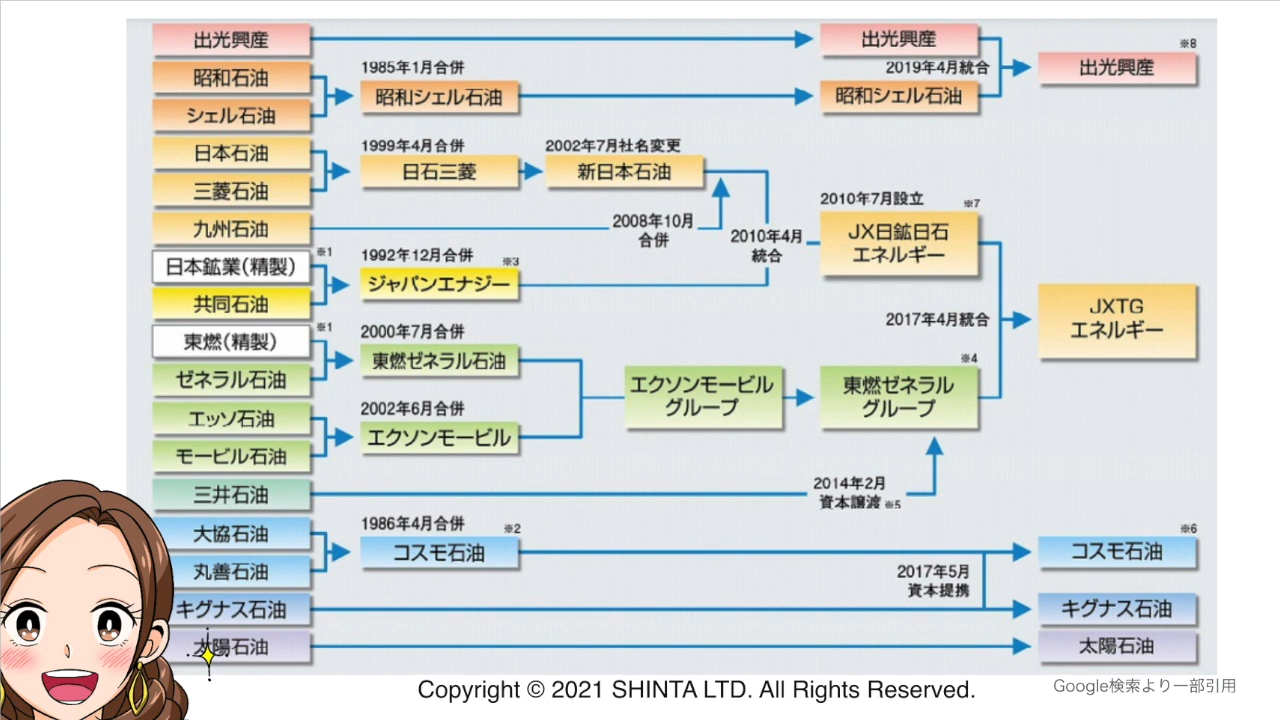 出光興産
昭和石油
シェル石油
日本石油
三菱石油
九州石油
日本鉱業(精製)
※1
共同石油
東燃(精製)
※1
ゼネラル石油
エッソ石油
モービル石油
三井石油
大協石油
丸善石油
キグナス石油
太陽石油
1985年1月合併
昭和シェル石油
1999年4月合併
日石三菱
2002年7月社名変更
新日本石油
2008年10月
合併
1992年12月合併
※3
ジャパンエナジー
2010年4月
統合
2000年7月合併
東燃ゼネラル石油
2002年6月合併
エクソンモービル
エクソンモービル
グループ
1986年4月合併
※2
コスモ石油
出光興産
2019年4月統合
昭和シェル石油
※8
出光興産
2010年7月設立
※7
JX日鉱日石
エネルギー
2017年4月統合
JXTG
エネルギー
※4
東燃ゼネラル
グループ
2014年2月
資本譲渡 ※5
2017年5月
資本提携
※6
コスモ石油
キグナス石油
太陽石油
Copyright © 2021 SHINTA LTD. All Rights Reserved.
Google検索より一部引用